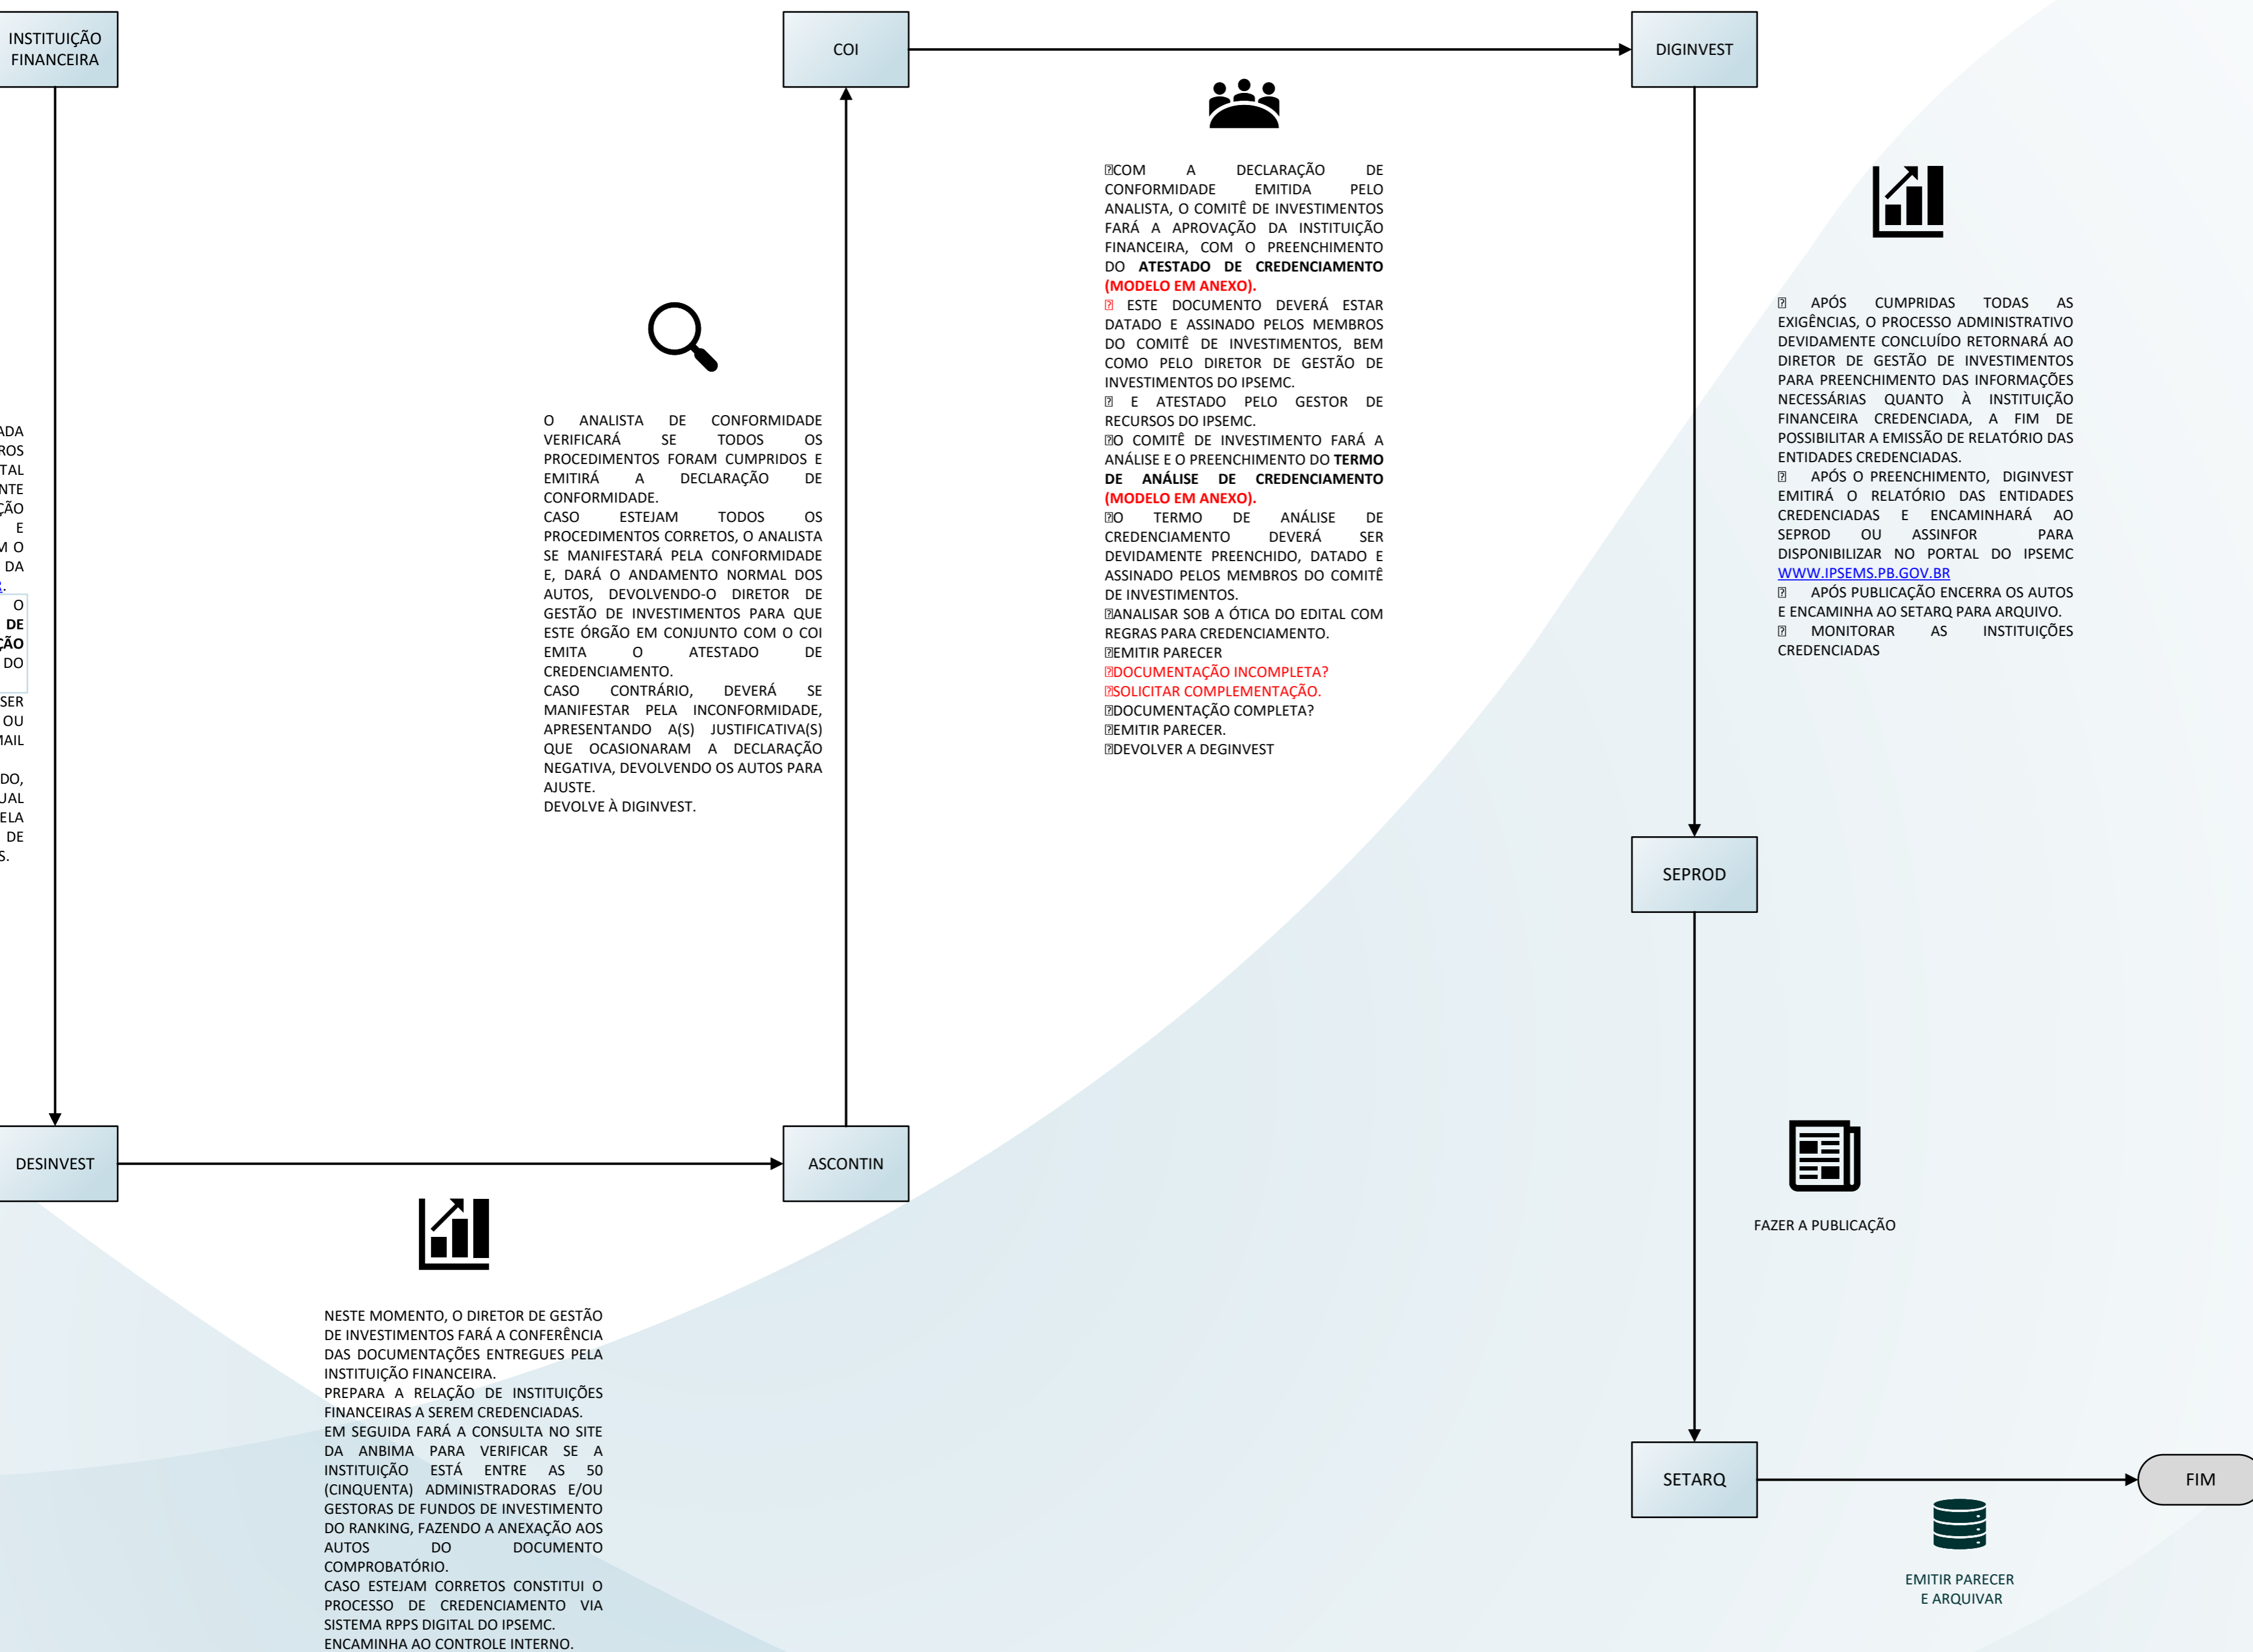 INSTITUIÇÃO
FINANCEIRA
COI
DIGINVEST
ADA
ROS
TAL
NTE
ÇÃO
E
M O
DA
R.
O
DE
ÇÃO
DO
SER
OU
MAIL
DO,
UAL
ELA
DE
S.
O ANALISTA DE CONFORMIDADE
VERIFICARÁ SE TODOS OS
PROCEDIMENTOS FORAM CUMPRIDOS E
EMITIRÁ A DECLARAÇÃO DE
CONFORMIDADE.
CASO ESTEJAM TODOS OS
PROCEDIMENTOS CORRETOS, O ANALISTA
SE MANIFESTARÁ PELA CONFORMIDADE
E, DARÁ O ANDAMENTO NORMAL DOS
AUTOS, DEVOLVENDO-O DIRETOR DE
GESTÃO DE INVESTIMENTOS PARA QUE
ESTE ÓRGÃO EM CONJUNTO COM O COI
EMITA O ATESTADO DE
CREDENCIAMENTO.
CASO CONTRÁRIO, DEVERÁ SE
MANIFESTAR PELA INCONFORMIDADE,
APRESENTANDO A(S) JUSTIFICATIVA(S)
QUE OCASIONARAM A DECLARAÇÃO
NEGATIVA, DEVOLVENDO OS AUTOS PARA
AJUSTE.
DEVOLVE À DIGINVEST.
COM A DECLARAÇÃO DE
CONFORMIDADE EMITIDA PELO
ANALISTA, O COMITÊ DE INVESTIMENTOS
FARÁ A APROVAÇÃO DA INSTITUIÇÃO
FINANCEIRA, COM O PREENCHIMENTO
DO ATESTADO DE CREDENCIAMENTO
(MODELO EM ANEXO).
ESTE DOCUMENTO DEVERÁ ESTAR
DATADO E ASSINADO PELOS MEMBROS
DO COMITÊ DE INVESTIMENTOS, BEM
COMO PELO DIRETOR DE GESTÃO DE
INVESTIMENTOS DO IPSEMC.
E ATESTADO PELO GESTOR DE
RECURSOS DO IPSEMC.
O COMITÊ DE INVESTIMENTO FARÁ A
ANÁLISE E O PREENCHIMENTO DO TERMO
DE ANÁLISE DE CREDENCIAMENTO
(MODELO EM ANEXO).
O TERMO DE ANÁLISE DE
CREDENCIAMENTO DEVERÁ SER
DEVIDAMENTE PREENCHIDO, DATADO E
ASSINADO PELOS MEMBROS DO COMITÊ
DE INVESTIMENTOS.
ANALISAR SOB A ÓTICA DO EDITAL COM
REGRAS PARA CREDENCIAMENTO.
EMITIR PARECER
DOCUMENTAÇÃO INCOMPLETA?
SOLICITAR COMPLEMENTAÇÃO.
DOCUMENTAÇÃO COMPLETA?
EMITIR PARECER.
DEVOLVER A DEGINVEST
APÓS CUMPRIDAS TODAS AS
EXIGÊNCIAS, O PROCESSO ADMINISTRATIVO
DEVIDAMENTE CONCLUÍDO RETORNARÁ AO
DIRETOR DE GESTÃO DE INVESTIMENTOS
PARA PREENCHIMENTO DAS INFORMAÇÕES
NECESSÁRIAS QUANTO À INSTITUIÇÃO
FINANCEIRA CREDENCIADA, A FIM DE
POSSIBILITAR A EMISSÃO DE RELATÓRIO DAS
ENTIDADES CREDENCIADAS.
APÓS O PREENCHIMENTO, DIGINVEST
EMITIRÁ O RELATÓRIO DAS ENTIDADES
CREDENCIADAS E ENCAMINHARÁ AO
SEPROD OU ASSINFOR PARA
DISPONIBILIZAR NO PORTAL DO IPSEMC
WWW.IPSEMS.PB.GOV.BR
APÓS PUBLICAÇÃO ENCERRA OS AUTOS
E ENCAMINHA AO SETARQ PARA ARQUIVO.
MONITORAR AS INSTITUIÇÕES
CREDENCIADAS
SEPROD
DESINVEST
ASCONTIN
FAZER A PUBLICAÇÃO
NESTE MOMENTO, O DIRETOR DE GESTÃO
DE INVESTIMENTOS FARÁ A CONFERÊNCIA
DAS DOCUMENTAÇÕES ENTREGUES PELA
INSTITUIÇÃO FINANCEIRA.
PREPARA A RELAÇÃO DE INSTITUIÇÕES
FINANCEIRAS A SEREM CREDENCIADAS.
EM SEGUIDA FARÁ A CONSULTA NO SITE
DA ANBIMA PARA VERIFICAR SE A
INSTITUIÇÃO ESTÁ ENTRE AS 50
(CINQUENTA) ADMINISTRADORAS E/OU
GESTORAS DE FUNDOS DE INVESTIMENTO
DO RANKING, FAZENDO A ANEXAÇÃO AOS
AUTOS DO DOCUMENTO
COMPROBATÓRIO.
CASO ESTEJAM CORRETOS CONSTITUI O
PROCESSO DE CREDENCIAMENTO VIA
SISTEMA RPPS DIGITAL DO IPSEMC.
ENCAMINHA AO CONTROLE INTERNO.
SETARQ
FIM
EMITIR PARECER
E ARQUIVAR